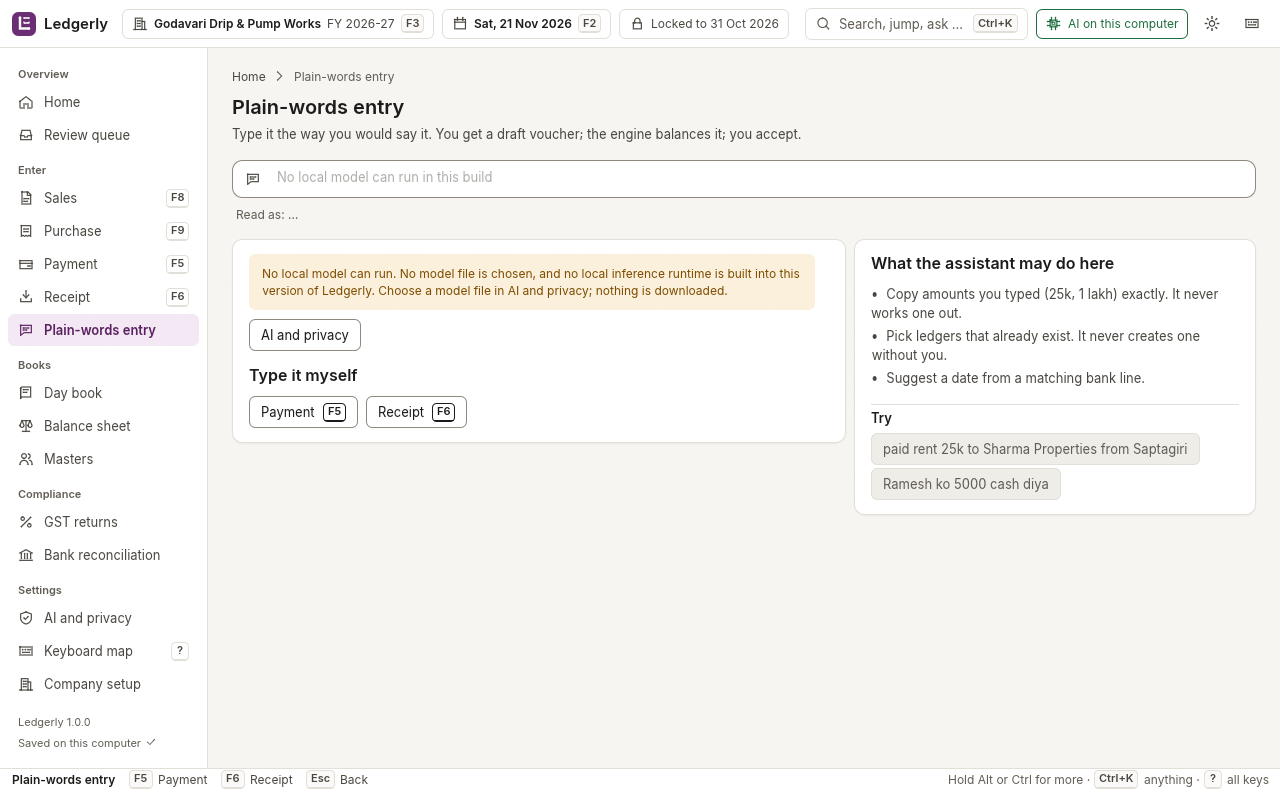 Ledgerly
Godavari Drip & Pump Works FY 2026-27 F3
Sat, 21 Nov 2026 F2
Locked to 31 Oct 2026
Search, jump, ask ... Ctrl+K
AI on this computer
Overview
Home
Review queue
Enter
Sales F8
Purchase F9
Payment F5
Receipt F6
Plain-words entry
Books
Day book
Balance sheet
Masters
Compliance
GST returns
Bank reconciliation
Settings
AI and privacy
Keyboard map ?
Company setup
Ledgerly 1.0.0
Saved on this computer
Home Plain-words entry
Plain-words entry
Type it the way you would say it. You get a draft voucher; the engine balances it; you accept.
No local model can run in this build
Read as: ...
No local model can run. No model file is chosen, and no local inference runtime is built into this
version of Ledgerly. Choose a model file in AI and privacy; nothing is downloaded.
AI and privacy
Type it myself
Payment F5 Receipt F6
What the assistant may do here
• Copy amounts you typed (25k, 1 lakh) exactly. It never
works one out.
• Pick ledgers that already exist. It never creates one
without you.
• Suggest a date from a matching bank line.
Try
paid rent 25k to Sharma Properties from Saptagiri
Ramesh ko 5000 cash diya
Plain-words entry F5 Payment F6 Receipt Esc Back
Hold Alt or Ctrl for more · Ctrl+K anything · ? all keys